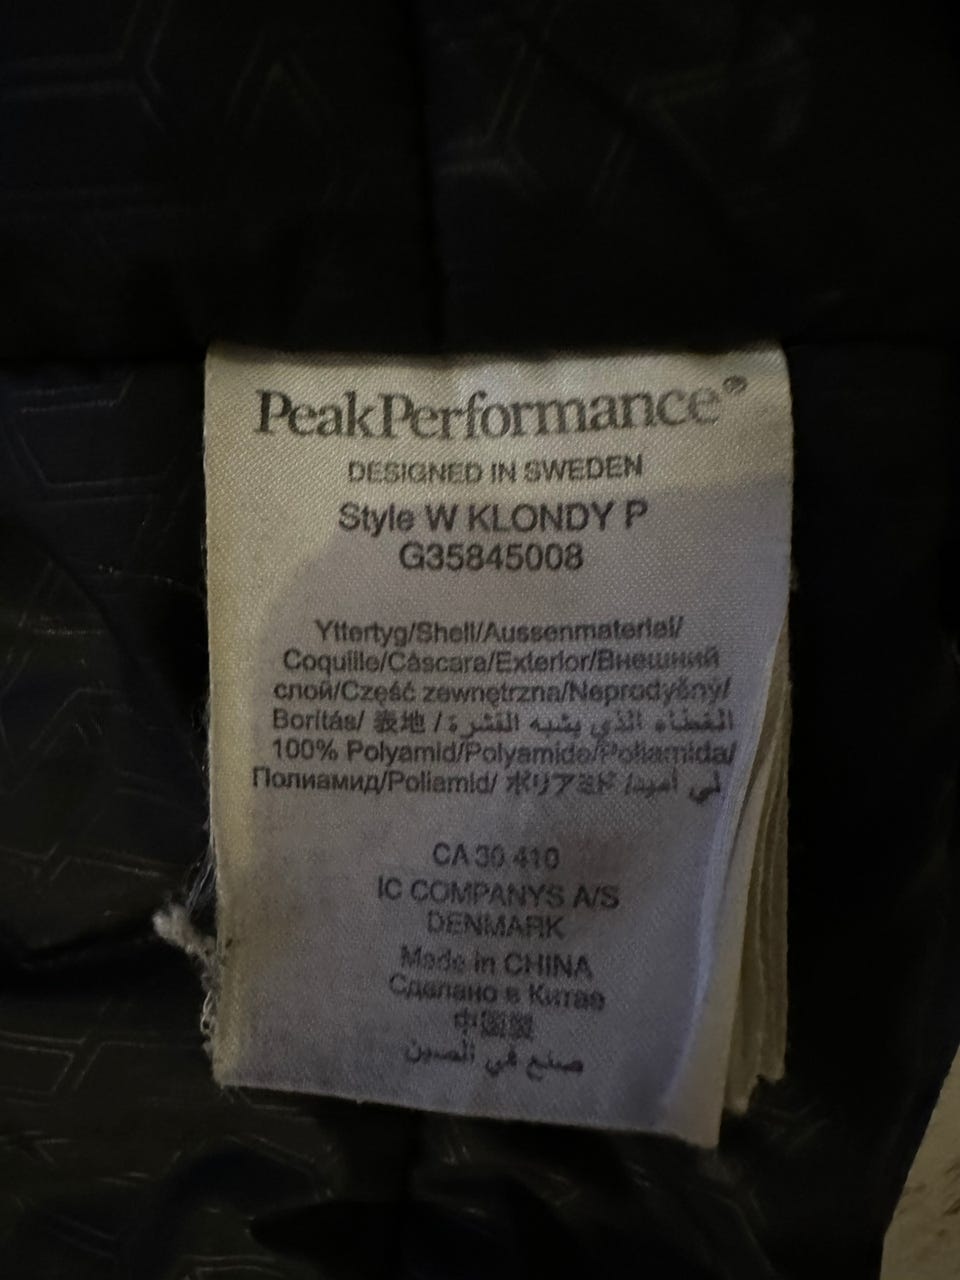 PeakPerformance®
DESIGNED IN SWEDEN
Style W KLONDY P
G35845008
Yttertyg/Shell/Aussenmaterial/
Coquille/Cáscara/Exterior/Внешний
слой/Część zewnętrzna/Neprodyšný/
Borítás/ 表地 / الغطاء الذي يشبه القشرة/
100% Polyamid/Polyamide/Poliamida/
Полиамид/Poliamid/ ポリアミド /لي أميد
CA 30 410
IC COMPANYS A/S
DENMARK
Made in CHINA
Сделано в Китае
中国製
صنع في الصين